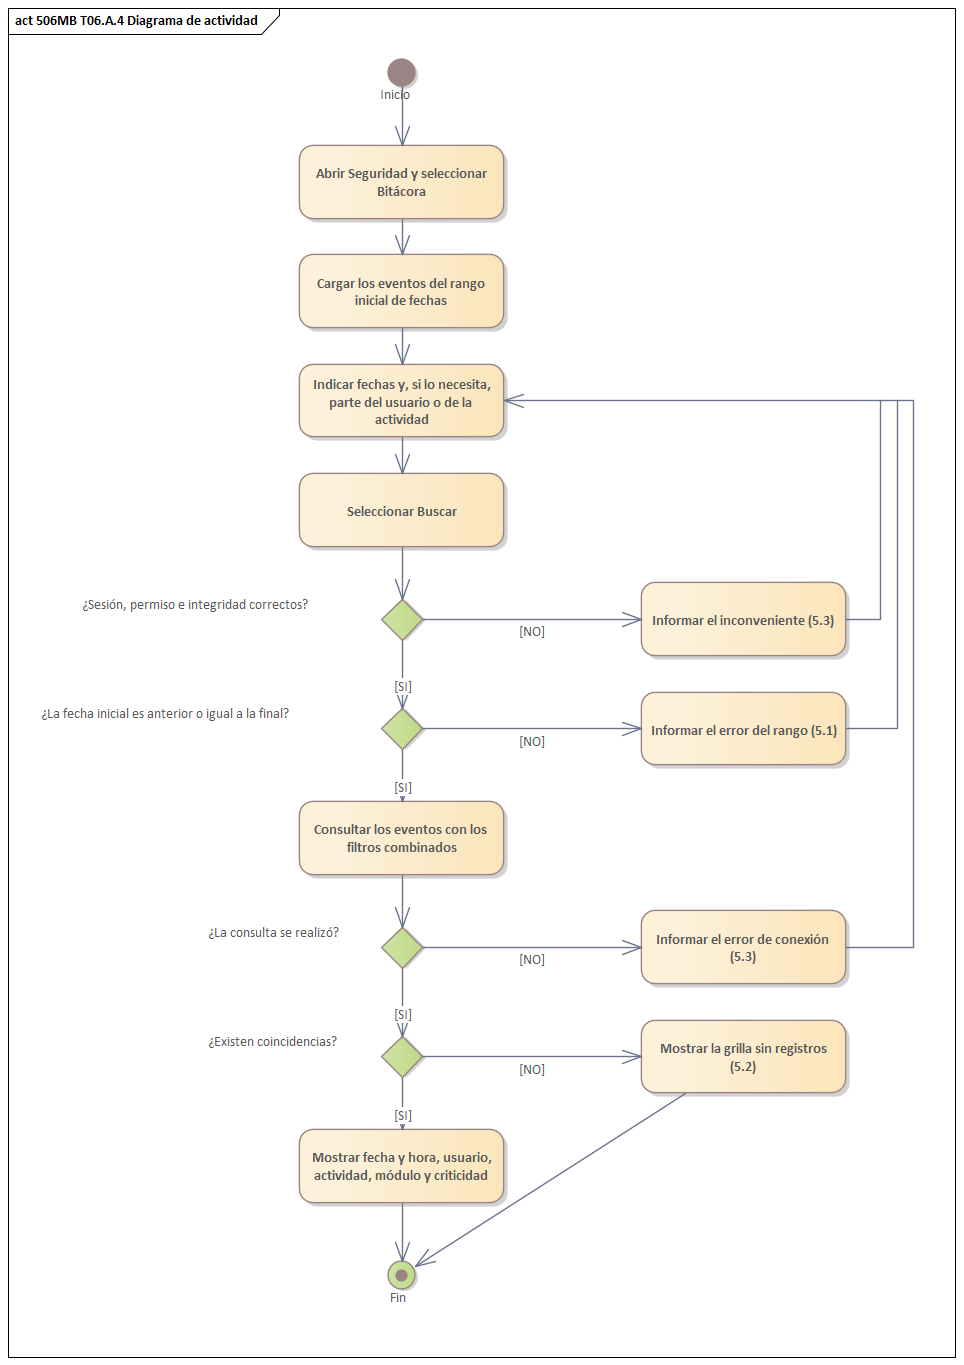 act 506MB T06.A.4 Diagrama de actividad
Inicio
Abrir Seguridad y seleccionar
Bitácora
Cargar los eventos del rango
inicial de fechas
Indicar fechas y, si lo necesita,
parte del usuario o de la
actividad
Seleccionar Buscar
¿Sesión, permiso e integridad correctos?
[NO]
Informar el inconveniente (5.3)
[SI]
¿La fecha inicial es anterior o igual a la final?
[NO]
Informar el error del rango (5.1)
[SI]
Consultar los eventos con los
filtros combinados
¿La consulta se realizó?
[NO]
Informar el error de conexión
(5.3)
[SI]
¿Existen coincidencias?
[NO]
Mostrar la grilla sin registros
(5.2)
[SI]
Mostrar fecha y hora, usuario,
actividad, módulo y criticidad
Fin